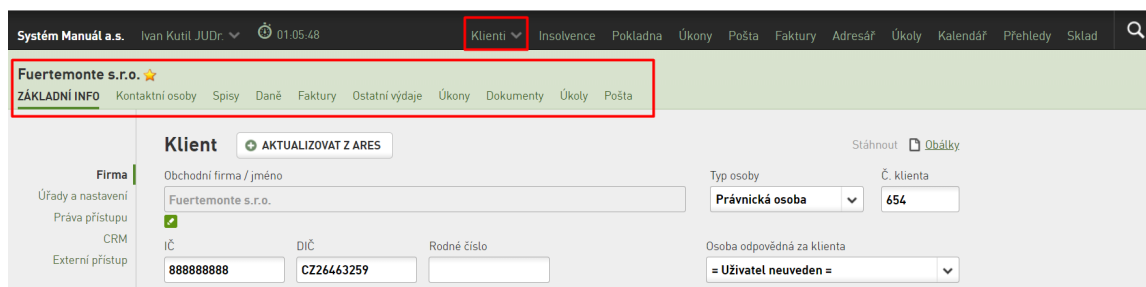 Systém Manuál a.s. Ivan Kutil JUDr. 01:05:48 Klienti Insolvence Pokladna Úkony Pošta Faktury Adresář Úkoly Kalendář Přehledy Sklad
Fuertemonte s.r.o.
ZÁKLADNÍ INFO Kontaktní osoby Spisy Daně Faktury Ostatní výdaje Úkony Dokumenty Úkoly Pošta
Klient AKTUALIZOVAT Z ARES Stáhnout Obálky
Firma Obchodní firma / jméno Typ osoby Č. klienta
Úřady a nastavení Fuertemonte s.r.o. Právnická osoba 654
Práva přístupu
CRM IČ DIČ Rodné číslo Osoba odpovědná za klienta
Externí přístup 888888888 CZ26463259 = Uživatel neuveden =